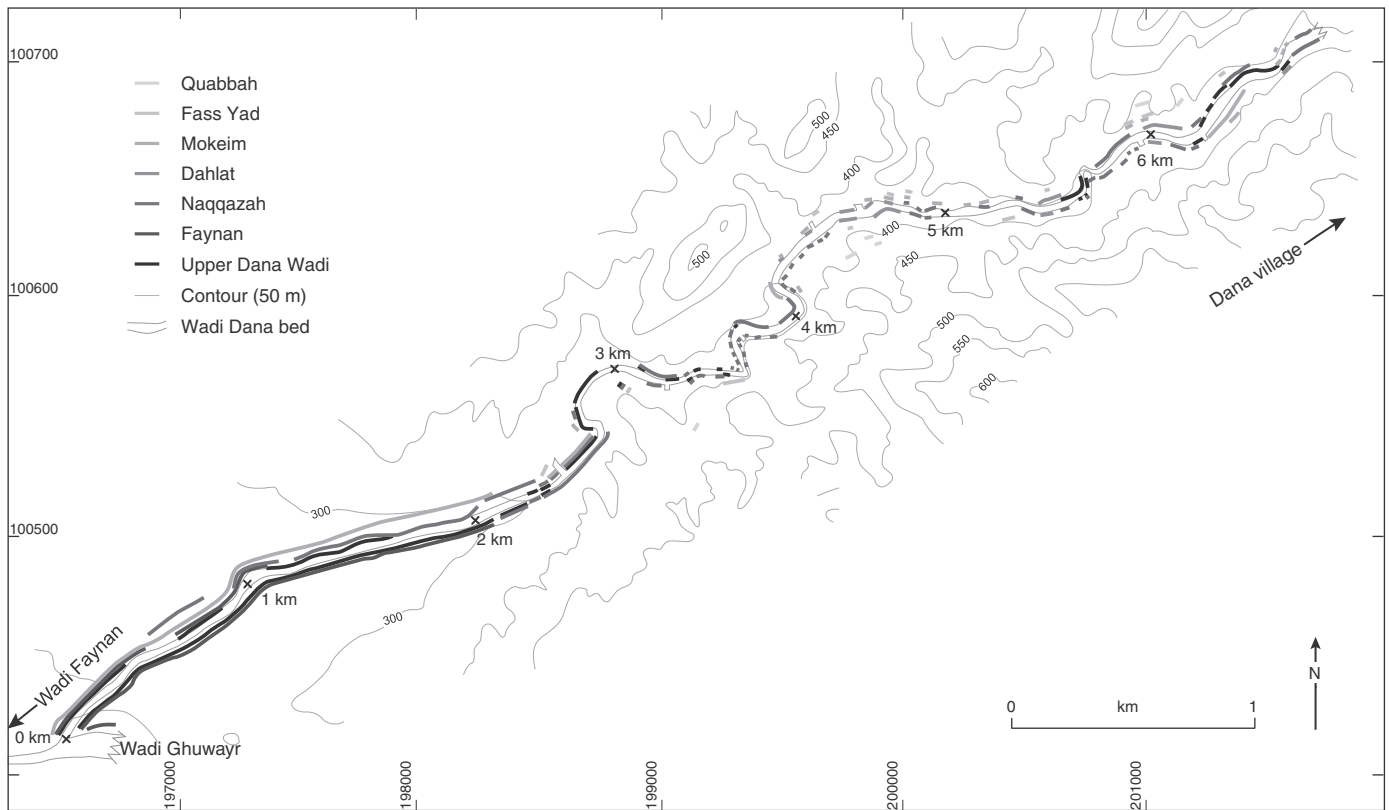 100700
Quabbah
Fass Yad
Mokeim
Dahlat
Naqqazah
Faynan
Upper Dana Wadi
Contour (50 m)
Wadi Dana bed
500
450
400
6 km
5 km
400
450
500
Dana village
100600
4 km
500
550
600
3 km
300
100500
2 km
1 km
300
Wadi Faynan
N
0 km 1
0 km
Wadi Ghuwayr
197000
198000
199000
200000
201000